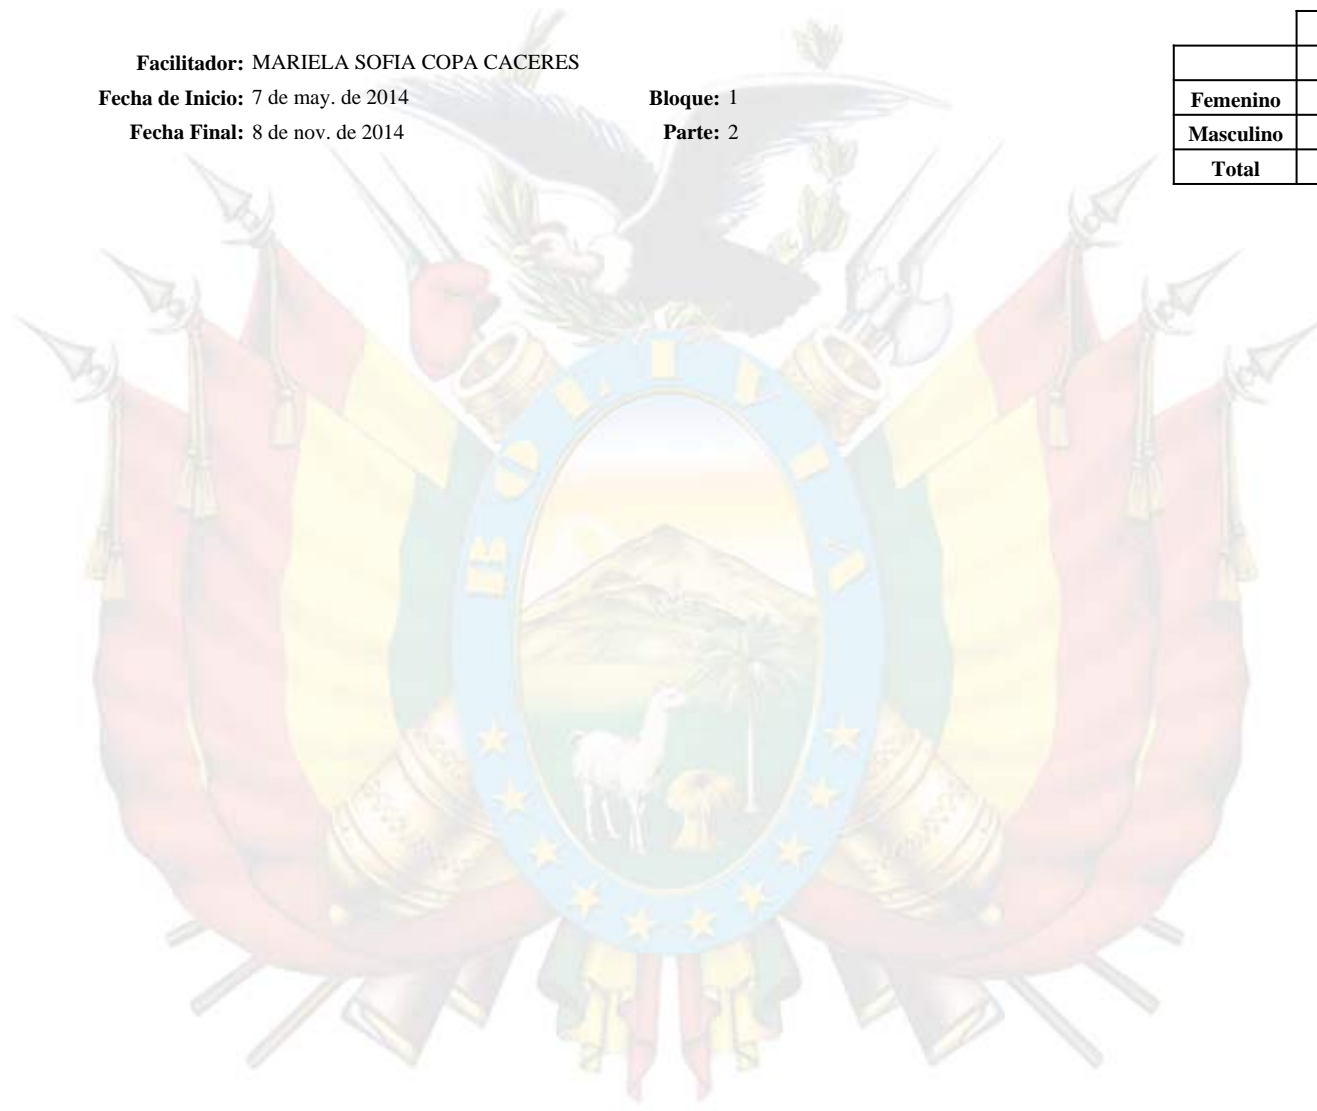 Facilitador: MARIELA SOFIA COPA CACERES
Fecha de Inicio: 7 de may. de 2014 Bloque: 1
Fecha Final: 8 de nov. de 2014 Parte: 2
Femenino
Masculino
Total
BOLIVIA